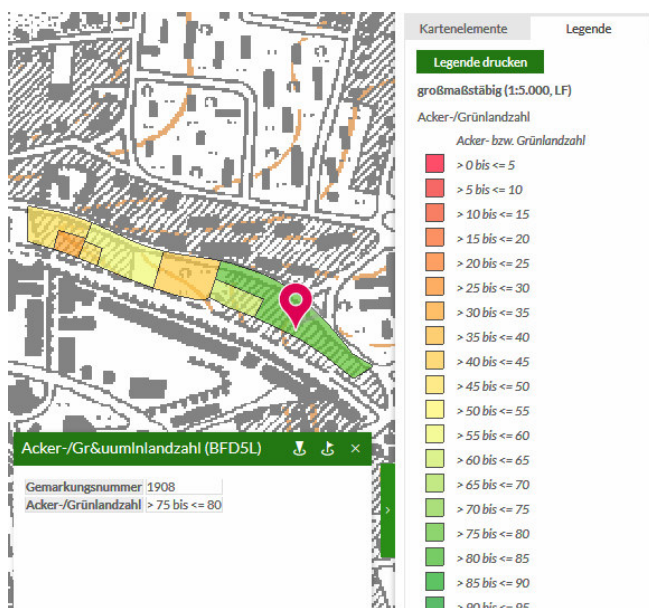 Kartenelemente Legende
Legende drucken
großmaßstäbig (1:5.000, LF)
Acker-/Grünlandzahl
Acker- bzw. Grünlandzahl
> 0 bis <= 5
> 5 bis <= 10
> 10 bis <= 15
> 15 bis <= 20
> 20 bis <= 25
> 25 bis <= 30
> 30 bis <= 35
> 35 bis <= 40
> 40 bis <= 45
> 45 bis <= 50
> 50 bis <= 55
> 55 bis <= 60
> 60 bis <= 65
> 65 bis <= 70
> 70 bis <= 75
> 75 bis <= 80
> 80 bis <= 85
> 85 bis <= 90
> 90 bis <= 95
Acker-/Gr&uumlnlandzahl (BFD5L)
Gemarkungsnummer 1908
Acker-/Grünlandzahl > 75 bis <= 80